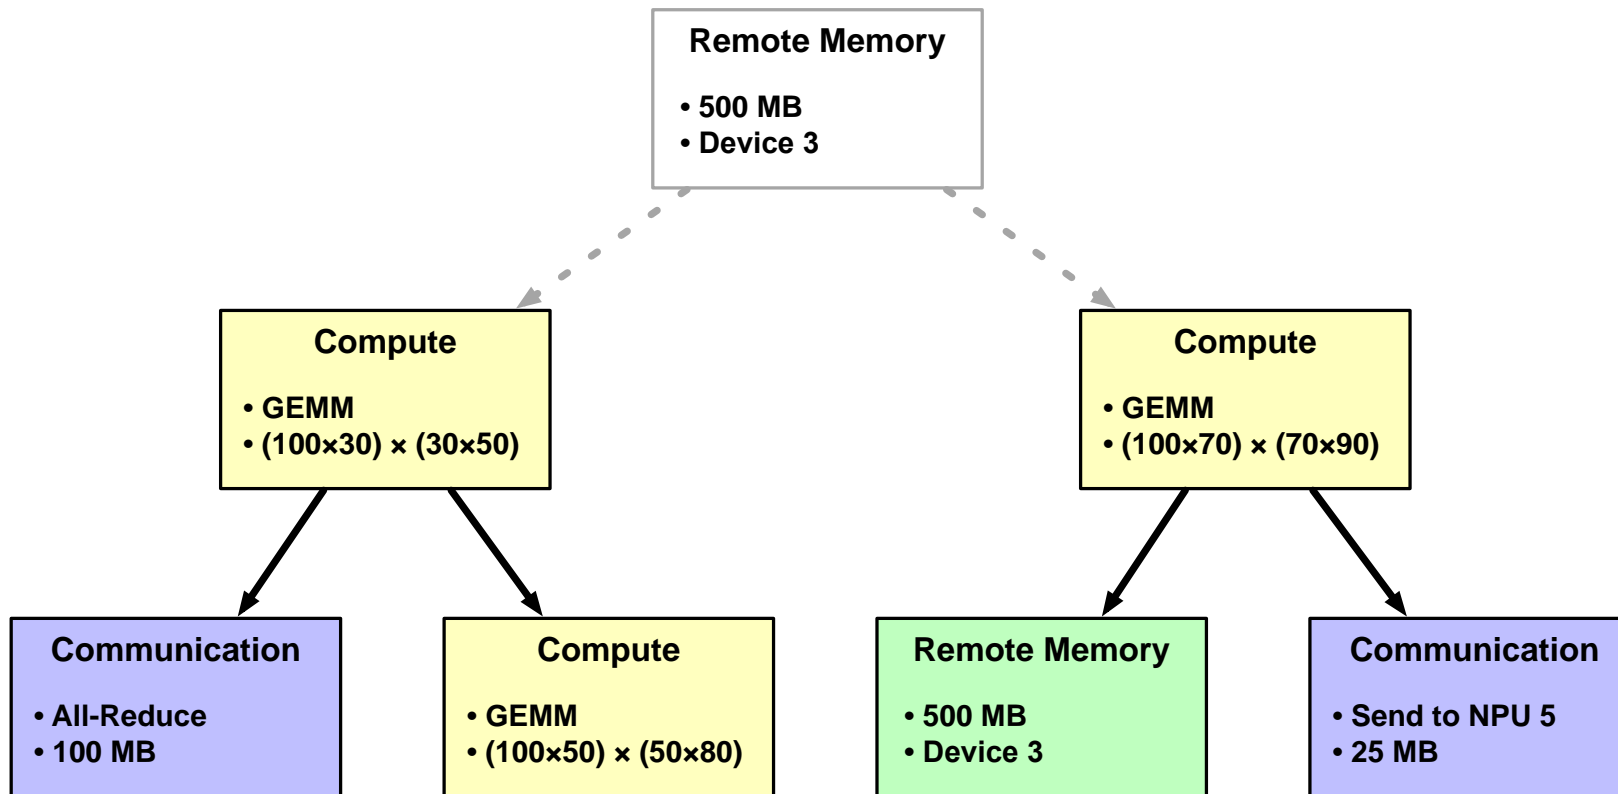 Remote Memory
• 500 MB
• Device 3
Compute
• GEMM
• (100×30) × (30×50)
Compute
• GEMM
• (100×70) × (70×90)
Communication
• All-Reduce
• 100 MB
Compute
• GEMM
• (100×50) × (50×80)
Remote Memory
• 500 MB
• Device 3
Communication
• Send to NPU 5
• 25 MB